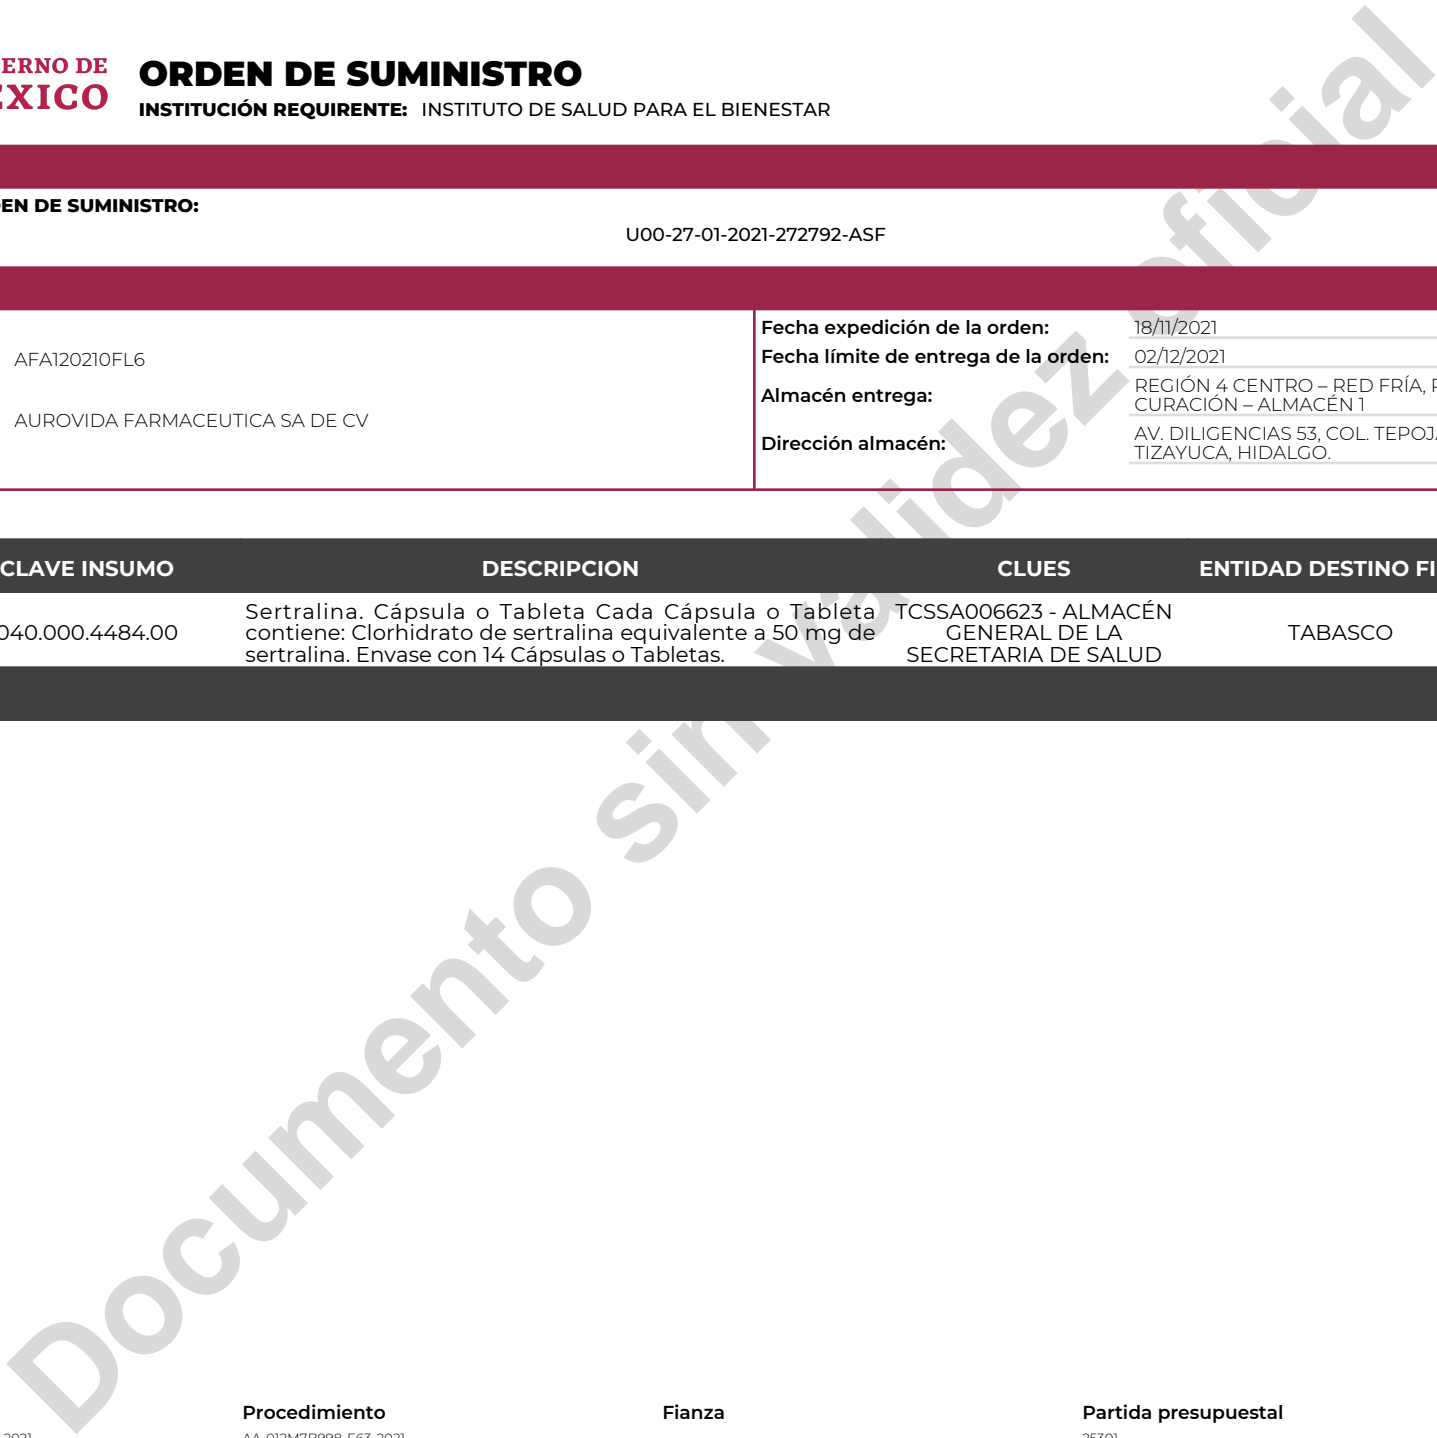 ERNO DE
XICO
ORDEN DE SUMINISTRO
INSTITUCIÓN REQUIRENTE: INSTITUTO DE SALUD PARA EL BIENESTAR
EN DE SUMINISTRO:
U00-27-01-2021-272792-ASF
AFA120210FL6
AUROVIDA FARMACEUTICA SA DE CV
Fecha expedición de la orden: 18/11/2021
Fecha límite de entrega de la orden: 02/12/2021
Almacén entrega: REGIÓN 4 CENTRO – RED FRÍA,
CURACIÓN – ALMACÉN 1
Dirección almacén: AV. DILIGENCIAS 53, COL. TEPOJ
TIZAYUCA, HIDALGO.
CLAVE INSUMO DESCRIPCION CLUES ENTIDAD DESTINO FI
040.000.4484.00
Sertralina. Cápsula o Tableta Cada Cápsula o Tableta
contiene: Clorhidrato de sertralina equivalente a 50 mg de
sertralina. Envase con 14 Cápsulas o Tabletas.
TCSSA006623 - ALMACÉN
GENERAL DE LA
SECRETARIA DE SALUD
TABASCO
Documento sin validez oficial
Procedimiento Fianza Partida presupuestal